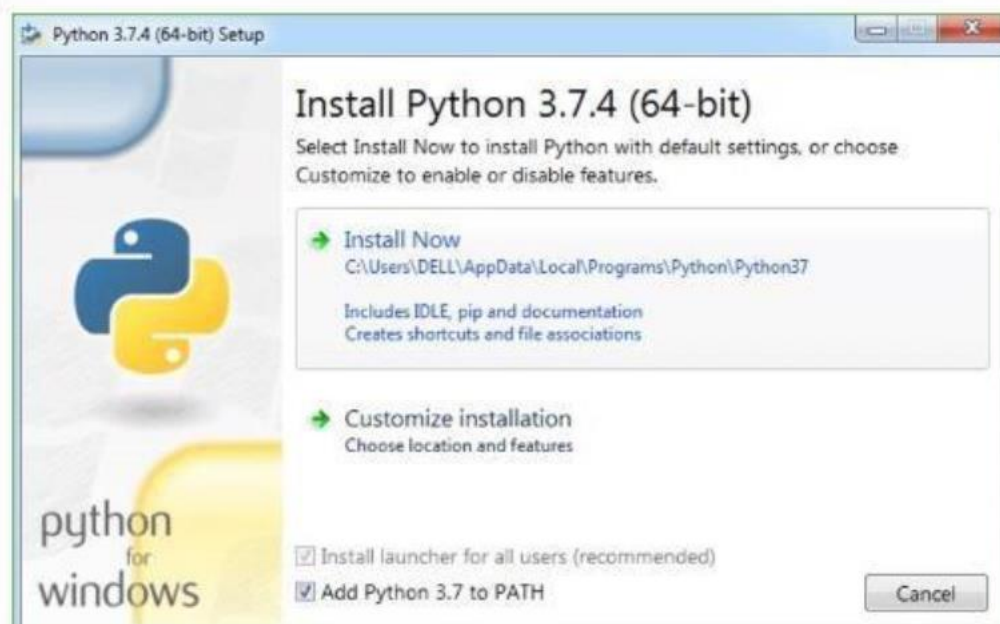 Python 3.7.4 (64-bit) Setup
Install Python 3.7.4 (64-bit)
Select Install Now to install Python with default settings, or choose
Customize to enable or disable features.
Install Now
C:\Users\DELL\AppData\Local\Programs\Python\Python37
Includes IDLE, pip and documentation
Creates shortcuts and file associations
Customize installation
Choose location and features
python
for
windows
Install launcher for all users (recommended)
Add Python 3.7 to PATH
Cancel